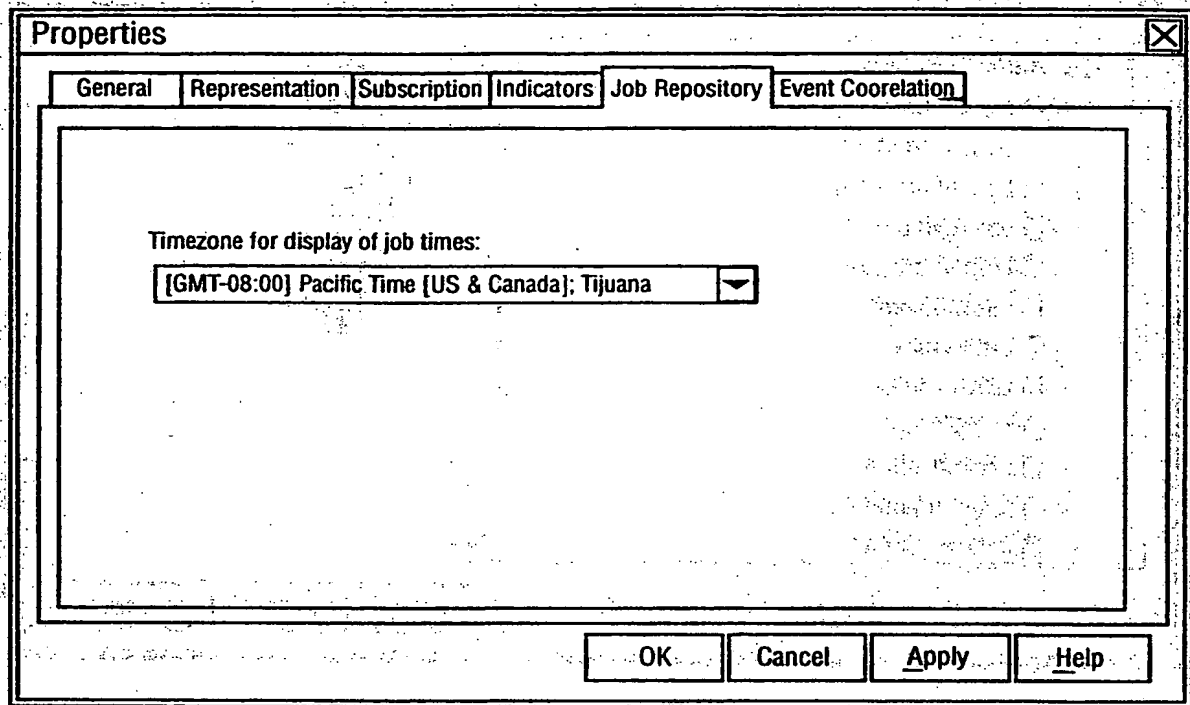 Properties
General Representation Subscription Indicators Job Repository Event Coorelation
Timezone for display of job times:
[GMT-08:00] Pacific Time [US & Canada]; Tijuana
OK Cancel Apply Help